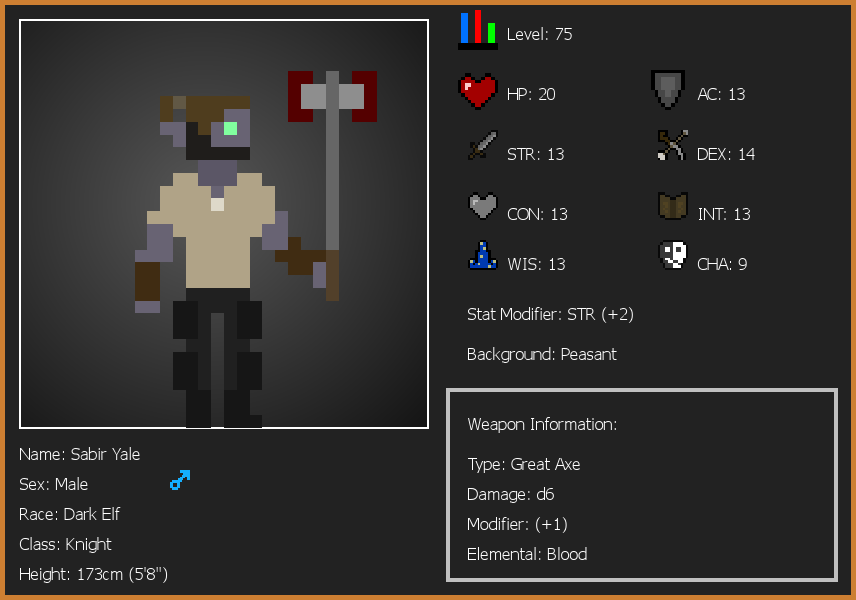 Level: 75
HP: 20
AC: 13
STR: 13
DEX: 14
CON: 13
INT: 13
WIS: 13
CHA: 9
Stat Modifier: STR (+2)
Background: Peasant
Weapon Information:
Type: Great Axe
Damage: d6
Modifier: (+1)
Elemental: Blood
Name: Sabir Yale
Sex: Male
Race: Dark Elf
Class: Knight
Height: 173cm (5'8")